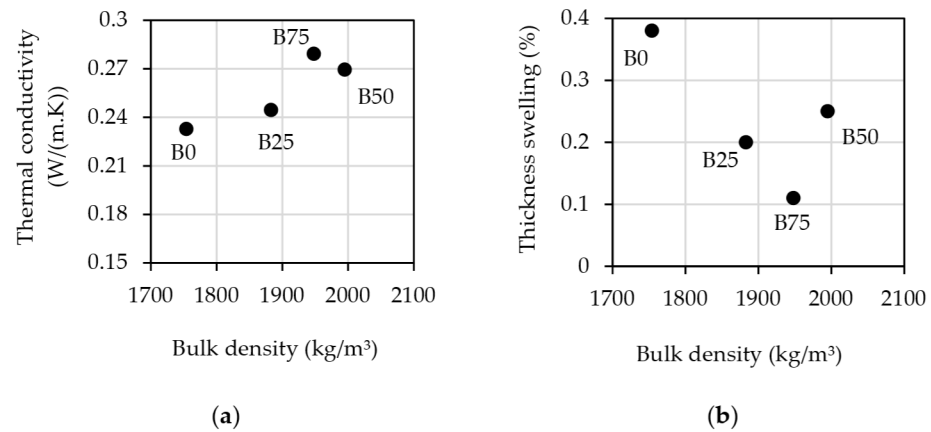 Thermal conductivity
(W/(m.K))
0.3
0.27
0.24
0.21
0.18
0.15
B75
B50
B25
B0
1700 1800 1900 2000 2100
Bulk density (kg/m³)
(a)
Thickness swelling (%)
0.4
0.3
0.2
0.1
0
B0
B50
B25
B75
1700 1800 1900 2000 2100
Bulk density (kg/m³)
(b)